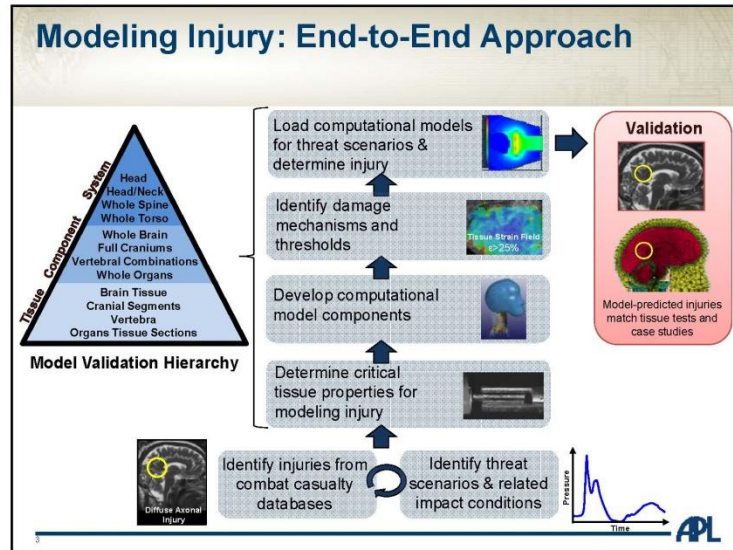 Modeling Injury: End-to-End Approach
System
Component
Tissue
Head
Head/Neck
Whole Spine
Whole Torso
Whole Brain
Full Craniums
Vertebral Combinations
Whole Organs
Brain Tissue
Cranial Segments
Vertebra
Organs Tissue Sections
Model Validation Hierarchy
Load computational models
for threat scenarios &
determine injury
Identify damage
mechanisms and
thresholds
Tissue Strain Field
ε>25%
Develop computational
model components
Determine critical
tissue properties for
modeling injury
Validation
Model-predicted injuries
match tissue tests and
case studies
Diffuse Axonal
Injury
Identify injuries from
combat casualty
databases
Identify threat
scenarios & related
impact conditions
Pressure
Time
3
APL